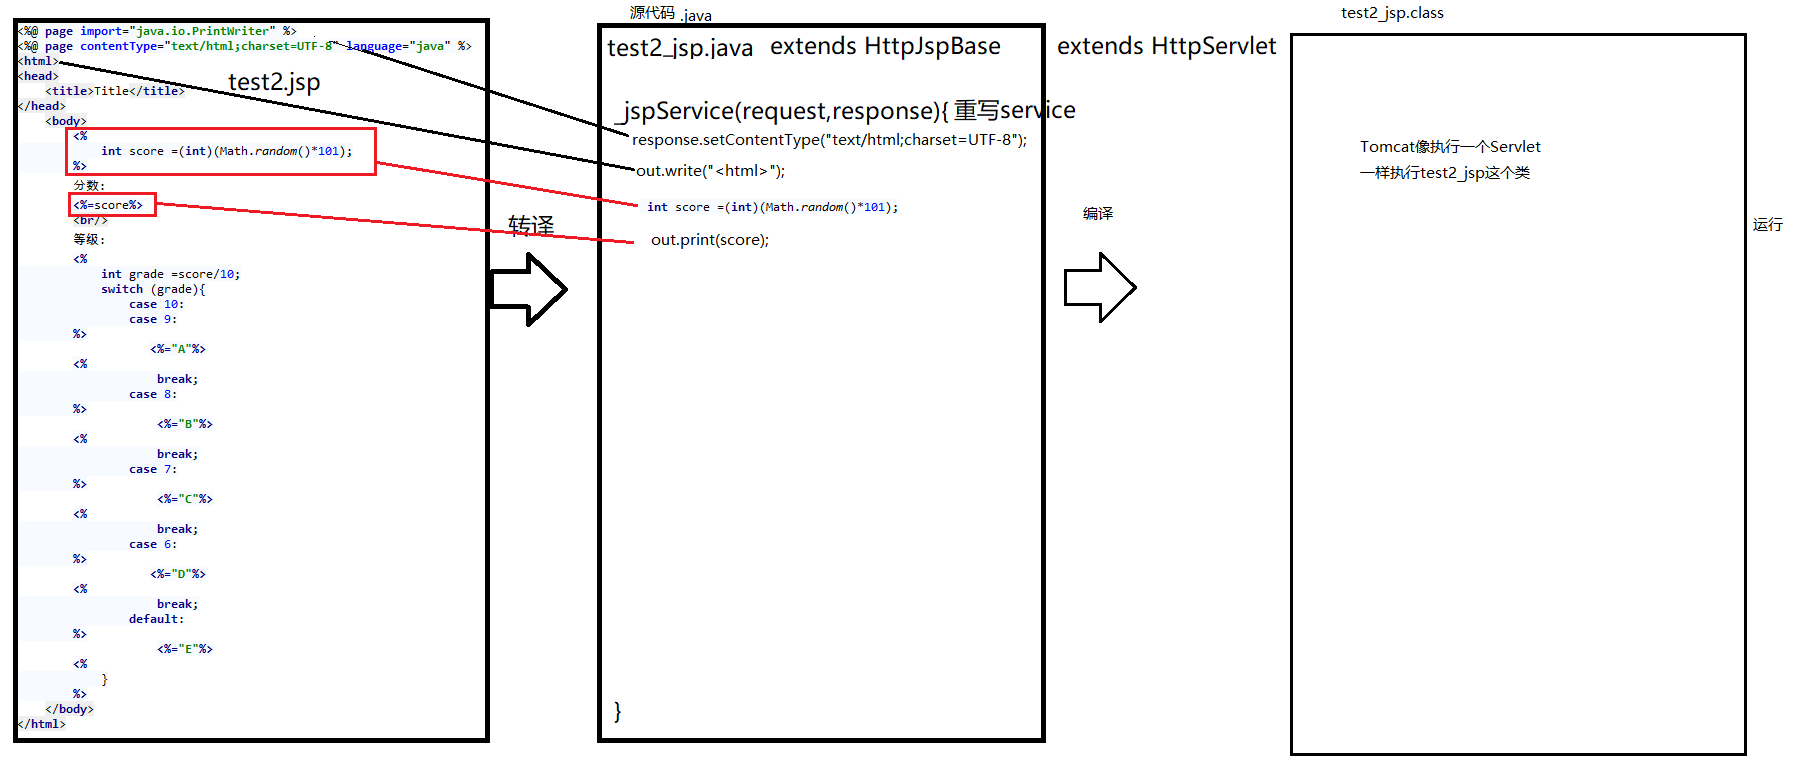 <%@ page import="java.io.PrintWriter" %>
<%@ page contentType="text/html;charset=UTF-8" language="java" %>
<html>
<head>
<title>Title</title>
</head>
<body>
<%
int score =(int)(Math.random()*101);
%>
分数：
<%=score%>
<br/>
等级：
<%
int grade =score/10;
switch (grade){
case 10:
case 9:
%>
<%="A"%>
<%
break;
case 8:
%>
<%="B"%>
<%
break;
case 7:
%>
<%="C"%>
<%
break;
case 6:
%>
<%="D"%>
<%
break;
default:
%>
<%="E"%>
<%
}
%>
</body>
</html>
test2.jsp
转译
源代码 .java
test2_jsp.java extends HttpJspBase extends HttpServlet
_jspService(request,response){ 重写service
response.setContentType("text/html;charset=UTF-8");
out.write("<html>");
int score =(int)(Math.random()*101);
out.print(score);
}
编译
test2_jsp.class
Tomcat像执行一个Servlet
一样执行test2_jsp这个类
运行